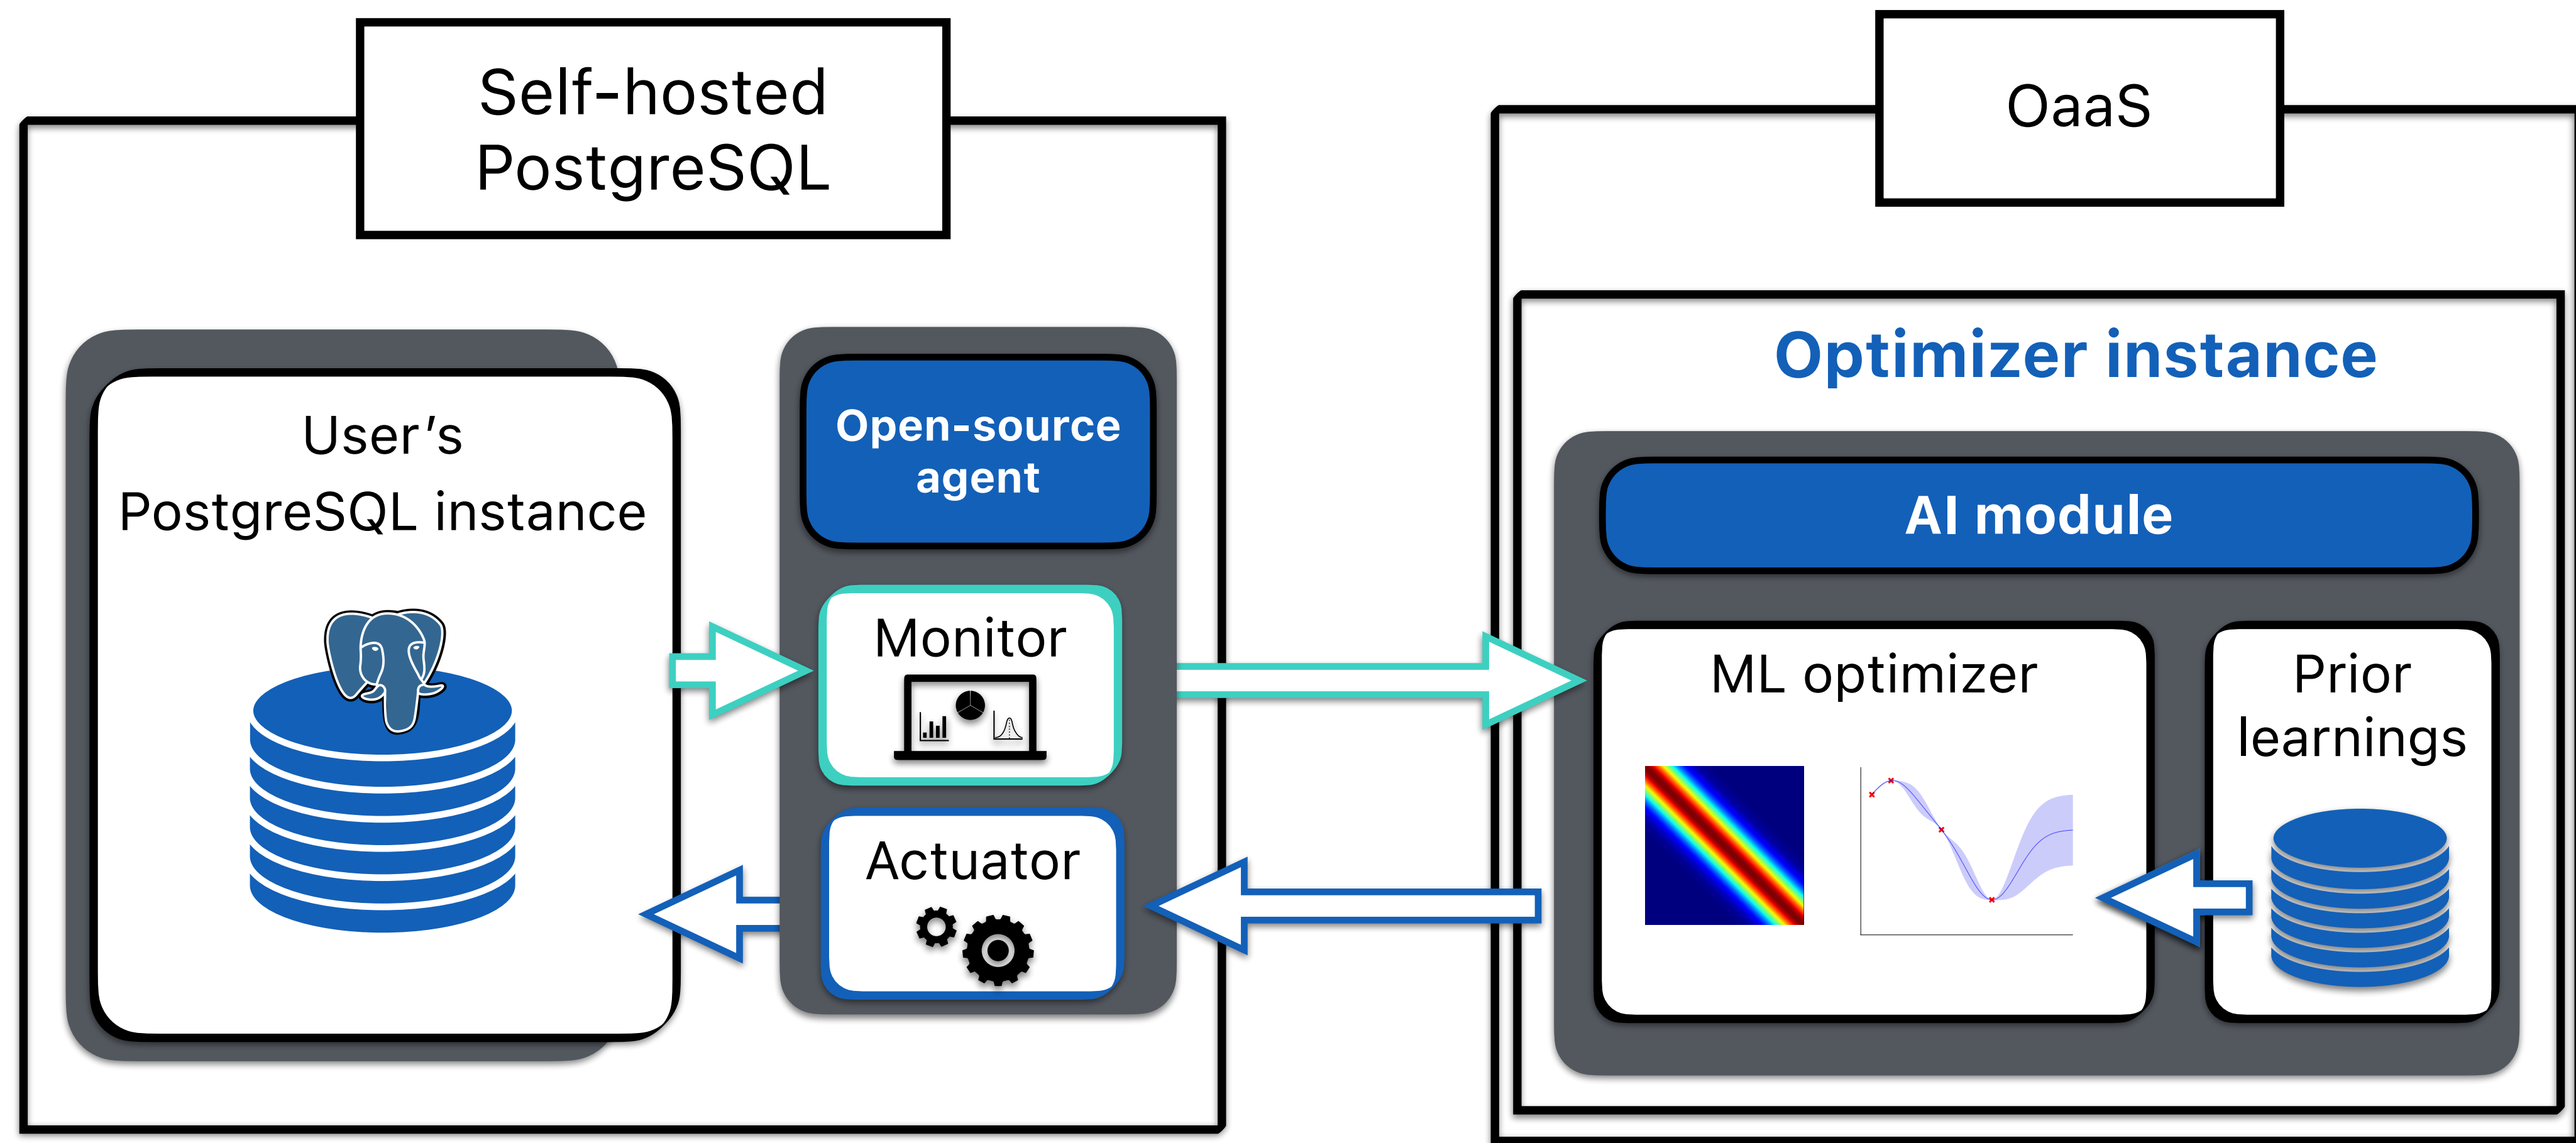 Self-hosted
PostgreSQL
OaaS
User's
PostgreSQL instance
Open-source
agent
Monitor
Actuator
Optimizer instance
AI module
ML optimizer
Prior
learnings